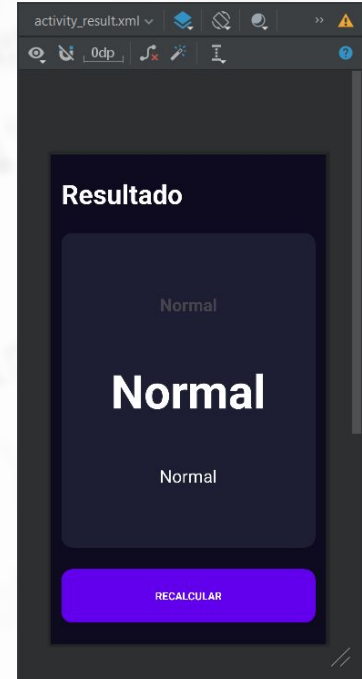 activity_result.xml
0dp
Resultado
Normal
Normal
Normal
RECALCULAR